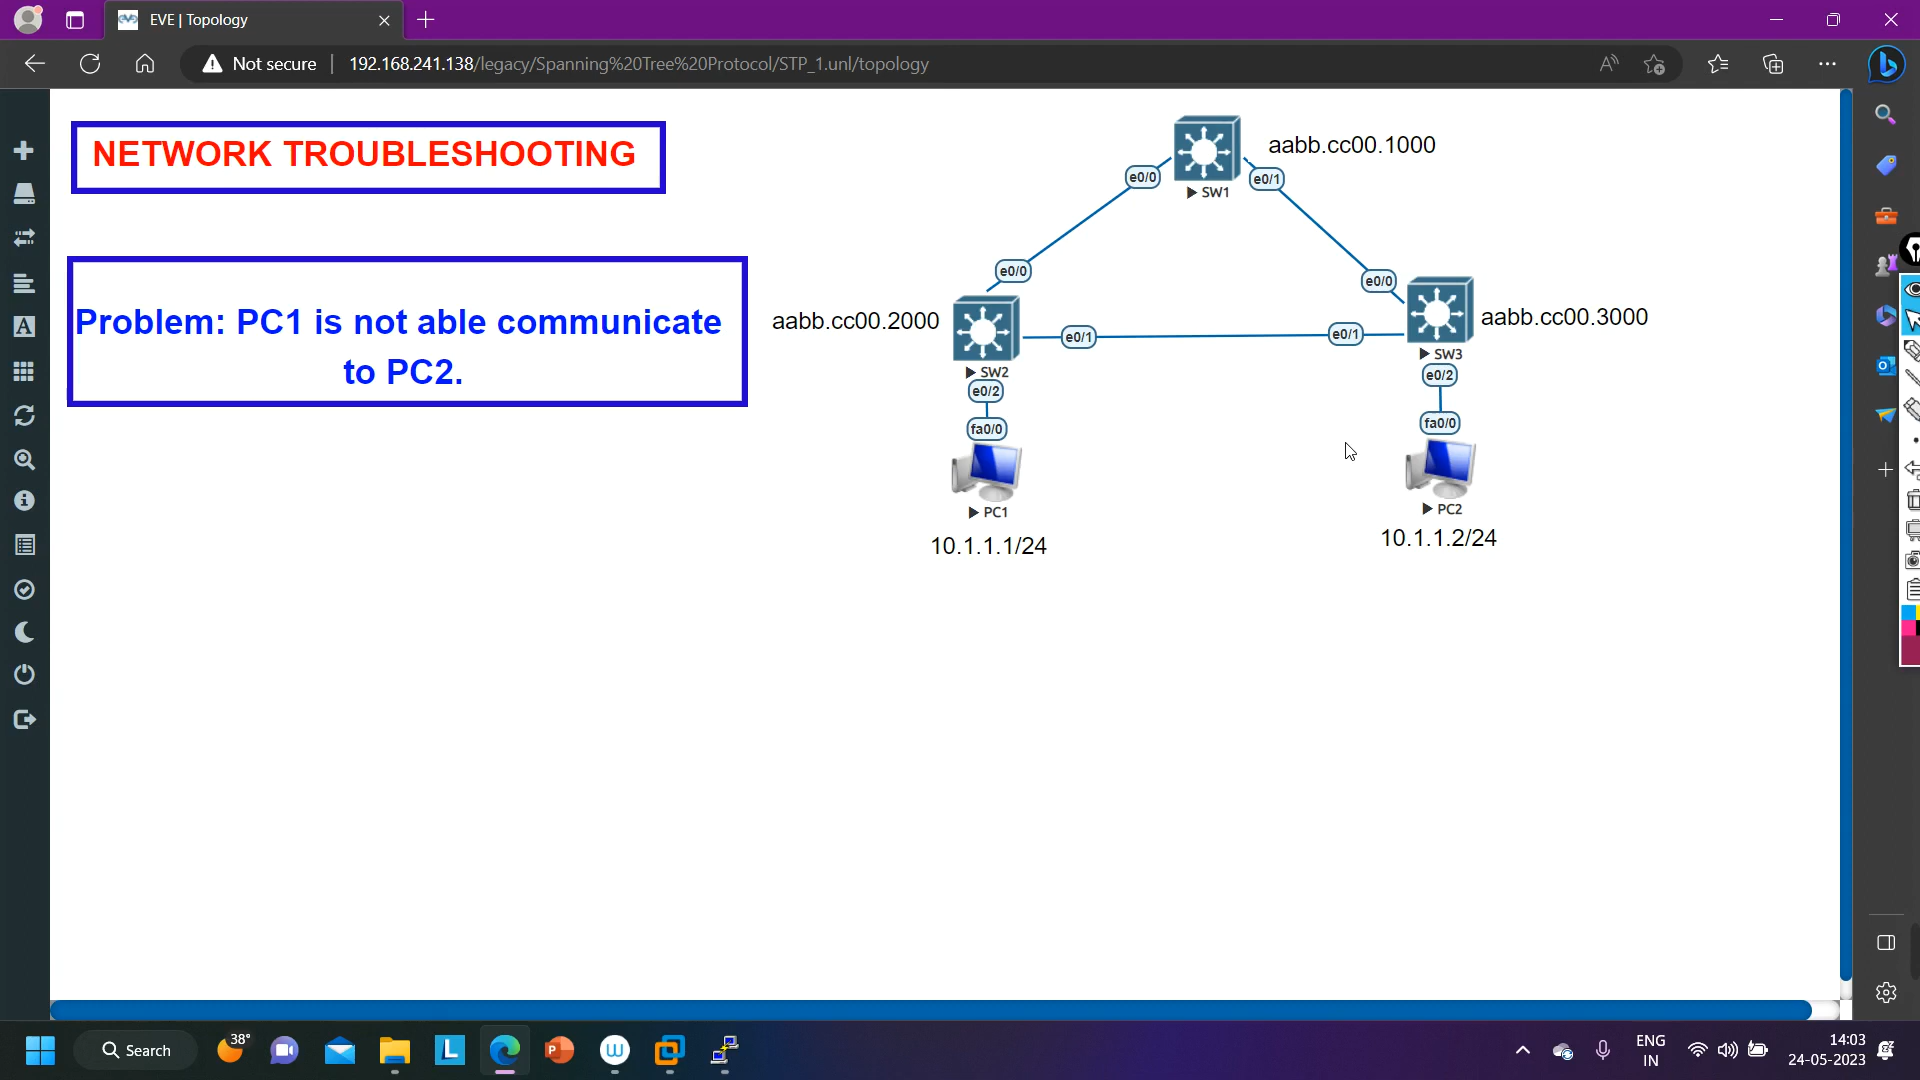 EVE | Topology
Not secure
192.168.241.138/legacy/Spanning%20Tree%20Protocol/STP_1.unl/topology
NETWORK TROUBLESHOOTING
Problem: PC1 is not able communicate
to PC2.
aabb.cc00.1000
e0/0
e0/1
SW1
e0/0
e0/0
aabb.cc00.2000
aabb.cc00.3000
e0/1
e0/1
SW2
SW3
e0/2
e0/2
fa0/0
fa0/0
PC1
PC2
10.1.1.1/24
10.1.1.2/24
38°
Search
ENG
IN
14:03
24-05-2023